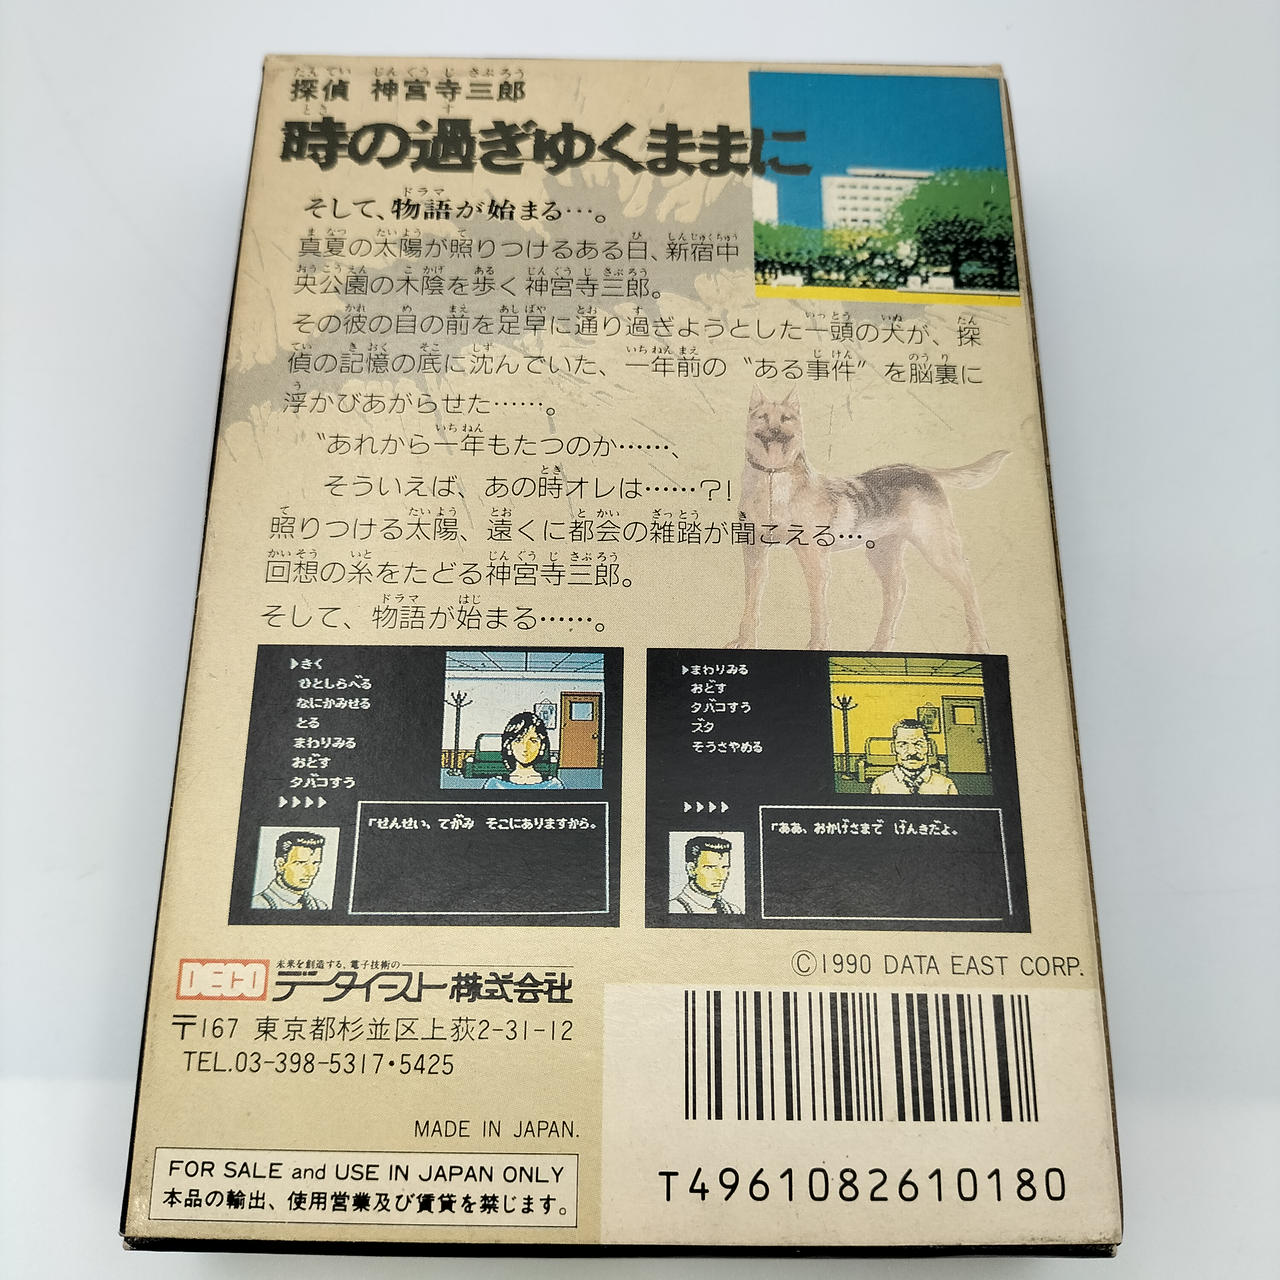 探偵 神宮寺三郎
時の過ぎゆくままに
そして、物語が始まる…。
真夏の太陽が照りつけるある日、新宿中
央公園の木陰を歩く神宮寺三郎。
その彼の目の前を足早に通り過ぎようとした一頭の犬が、探
偵の記憶の底に沈んでいた、一年前の〝ある事件〟を脳裏に
浮かびあがらせた……。
〝あれから一年もたつのか……、
そういえば、あの時オレは……?!
照りつける太陽、遠くに都会の雑踏が聞こえる…。
回想の糸をたどる神宮寺三郎。
そして、物語が始まる……。
▶きく
ひとしらべる
なにかみせる
とる
まわりみる
おどす
タバコすう
▶▶▶▶
「せんせい、てがみ そこにありますから。
▶まわりみる
おどす
タバコすう
ズタ
そうさやめる
▶▶▶▶
「ああ、おかげさまで げんきだよ。
©1990 DATA EAST CORP.
DECO
未来を創造する、電子技術の
データイースト株式会社
〒167 東京都杉並区上荻2-31-12
TEL.03-398-5317・5425
MADE IN JAPAN.
FOR SALE and USE IN JAPAN ONLY
本品の輸出、使用営業及び賃貸を禁じます。
T4961082610180